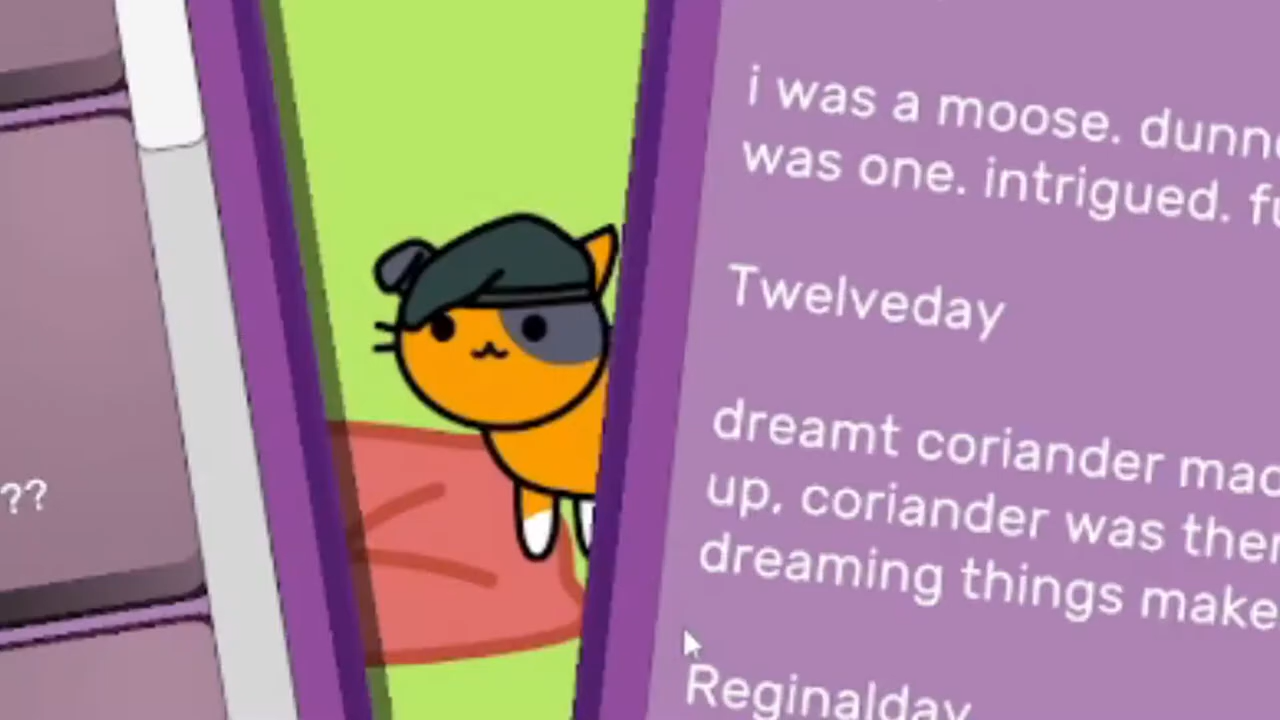 ??
i was a moose. dunn
was one. intrigued. fu
Twelveday
dreamt coriander mad
up, coriander was ther
dreaming things make
Reginalday